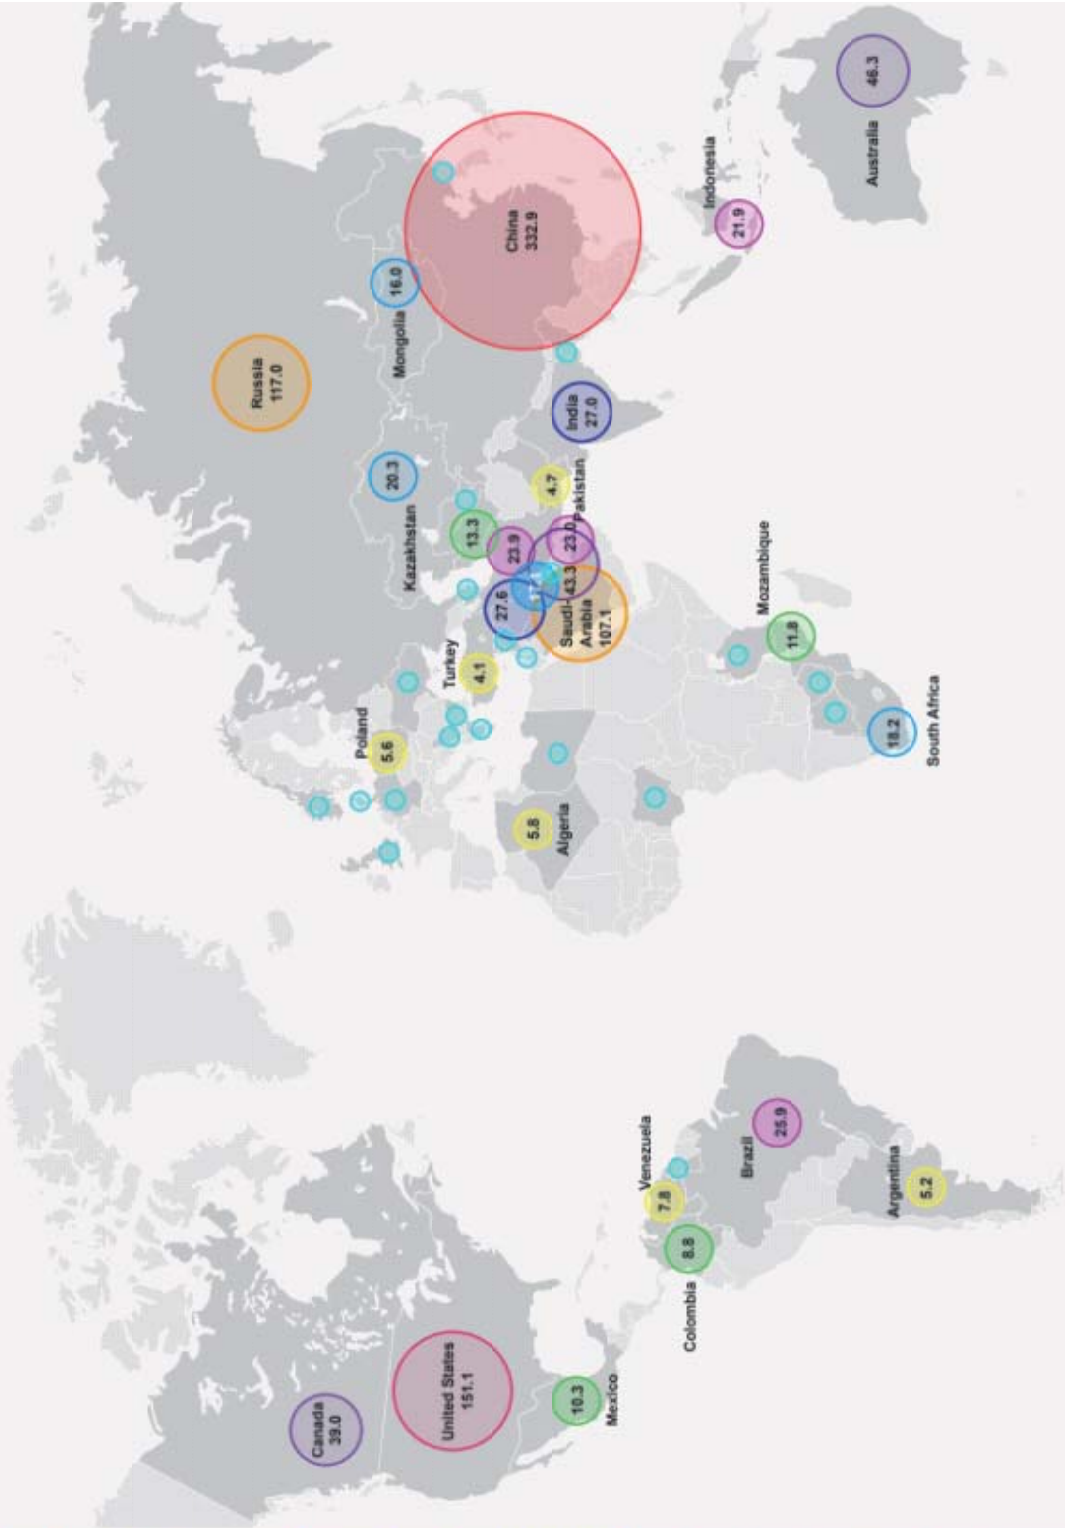 Canada
39.0
United States
151.1
10.3
Mexico
Colombia
8.8
Venezuela
7.8
Brazil
25.9
Argentina
5.2
Russia
117.0
Poland
5.6
Turkey
4.1
Kazakhstan
20.3
Mongolia
16.0
China
332.9
13.3
23.9
27.6
43.3
23.0
Saudi-
Arabia
107.1
4.7
Pakistan
India
27.0
5.8
Algeria
Mozambique
11.8
18.2
South Africa
Indonesia
21.9
Australia
46.3